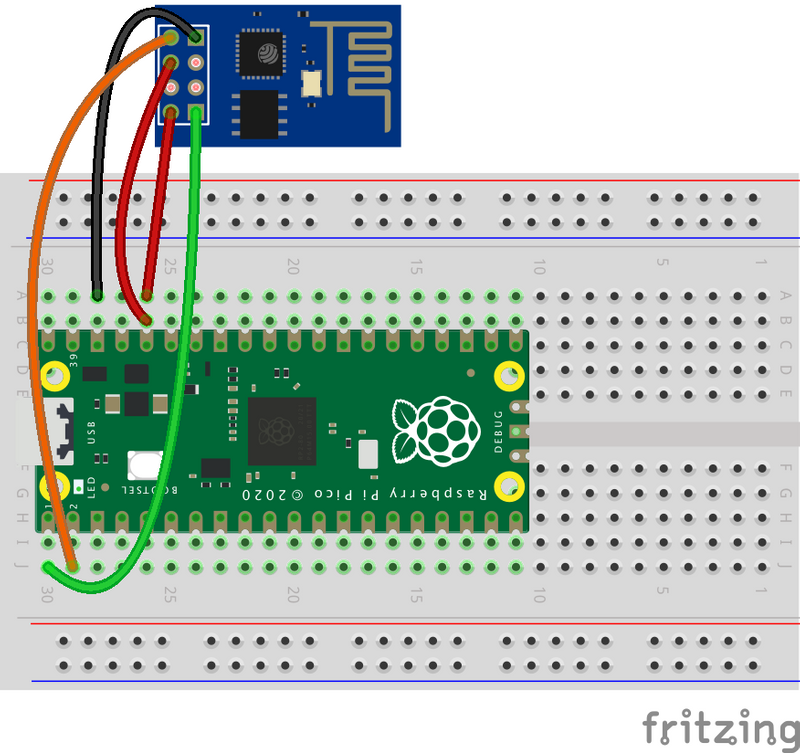 30 25 20 15 10 5 1
A A
B B
C C
D D
E E
39
USB
DEBUG
LED
BOOTSEL
Raspberry Pi Pico © 2020
1 2
F F
G G
H H
I I
J J
30 25 20 15 10 5 1
fritzing